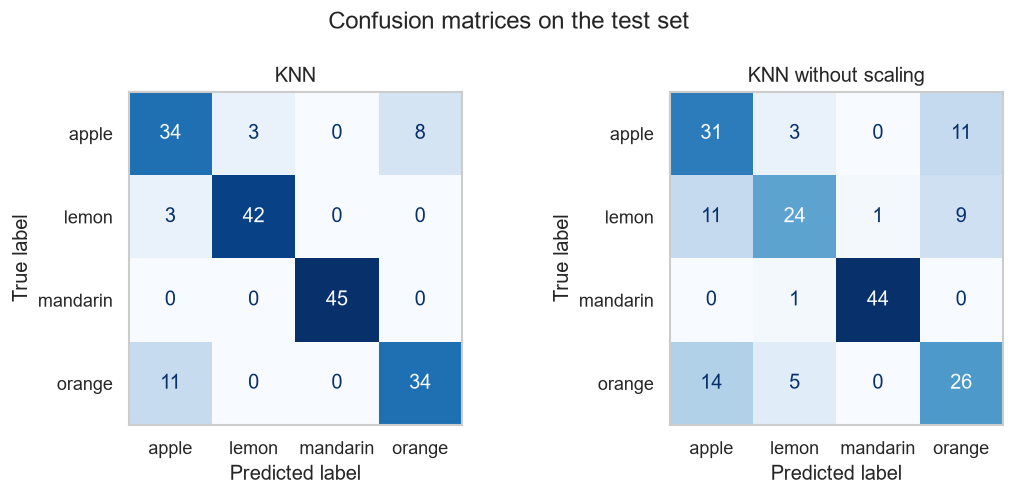 Confusion matrices on the test set
KNN
True label
apple 34 3 0 8
lemon 3 42 0 0
mandarin 0 0 45 0
orange 11 0 0 34
apple lemon mandarin orange
Predicted label
KNN without scaling
True label
apple 31 3 0 11
lemon 11 24 1 9
mandarin 0 1 44 0
orange 14 5 0 26
apple lemon mandarin orange
Predicted label